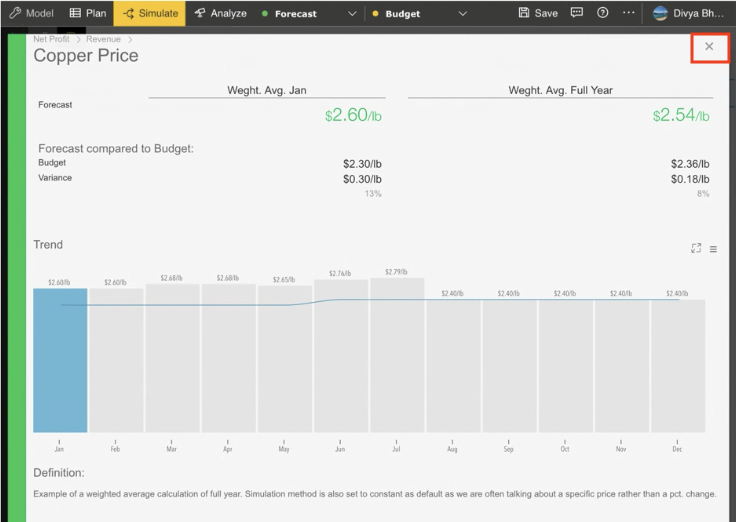 Model Plan Simulate Analyze Forecast Budget Save Divya Bh...
Net Profit Revenue
Copper Price
Weght. Avg. Jan Weght. Avg. Full Year
Forecast
$2.60/lb $2.54/lb
Forecast compared to Budget:
Budget $2.30/lb $2.36/lb
Variance $0.30/lb $0.18/lb
13% 8%
Trend
$2.60/lb $2.60/lb $2.68/lb $2.68/lb $2.65/lb $2.76/lb $2.79/lb $2.40/lb $2.40/lb $2.40/lb $2.40/lb $2.40/lb
Jan Feb Mar Apr May Jun Jul Aug Sep Oct Nov Dec
Definition:
Example of a weighted average calculation of full year. Simulation method is also set to constant as default as we are often talking about a specific price rather than a pct. change.